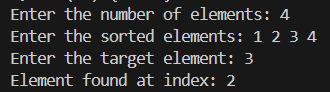 Enter the number of elements: 4
Enter the sorted elements: 1 2 3 4
Enter the target element: 3
Element found at index: 2